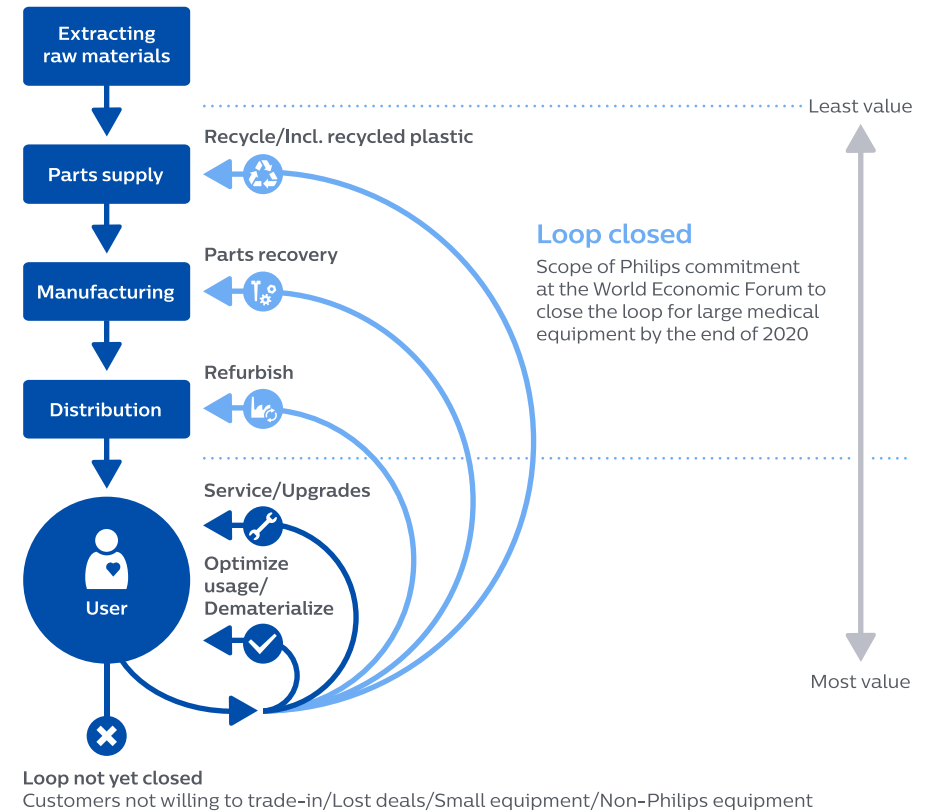 Extracting
raw materials
Least value
Recycle/Incl. recycled plastic
Parts supply
Loop closed
Scope of Philips commitment
at the World Economic Forum to
close the loop for large medical
equipment by the end of 2020
Parts recovery
Manufacturing
Refurbish
Distribution
Service/Upgrades
Optimize
usage/
Dematerialize
User
Most value
Loop not yet closed
Customers not willing to trade-in/Lost deals/Small equipment/Non-Philips equipment